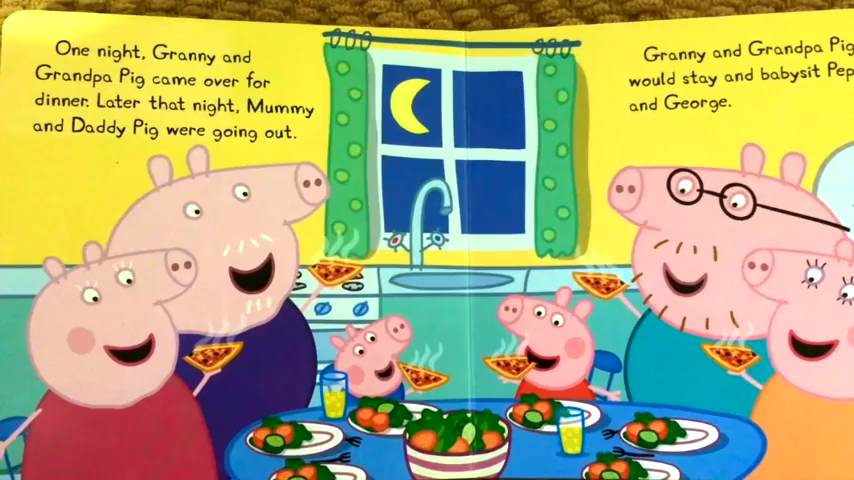 One night, Granny and
Grandpa Pig came over for
dinner. Later that night, Mummy
and Daddy Pig were going out.
Granny and Grandpa Pig
would stay and babysit Pep
and George.